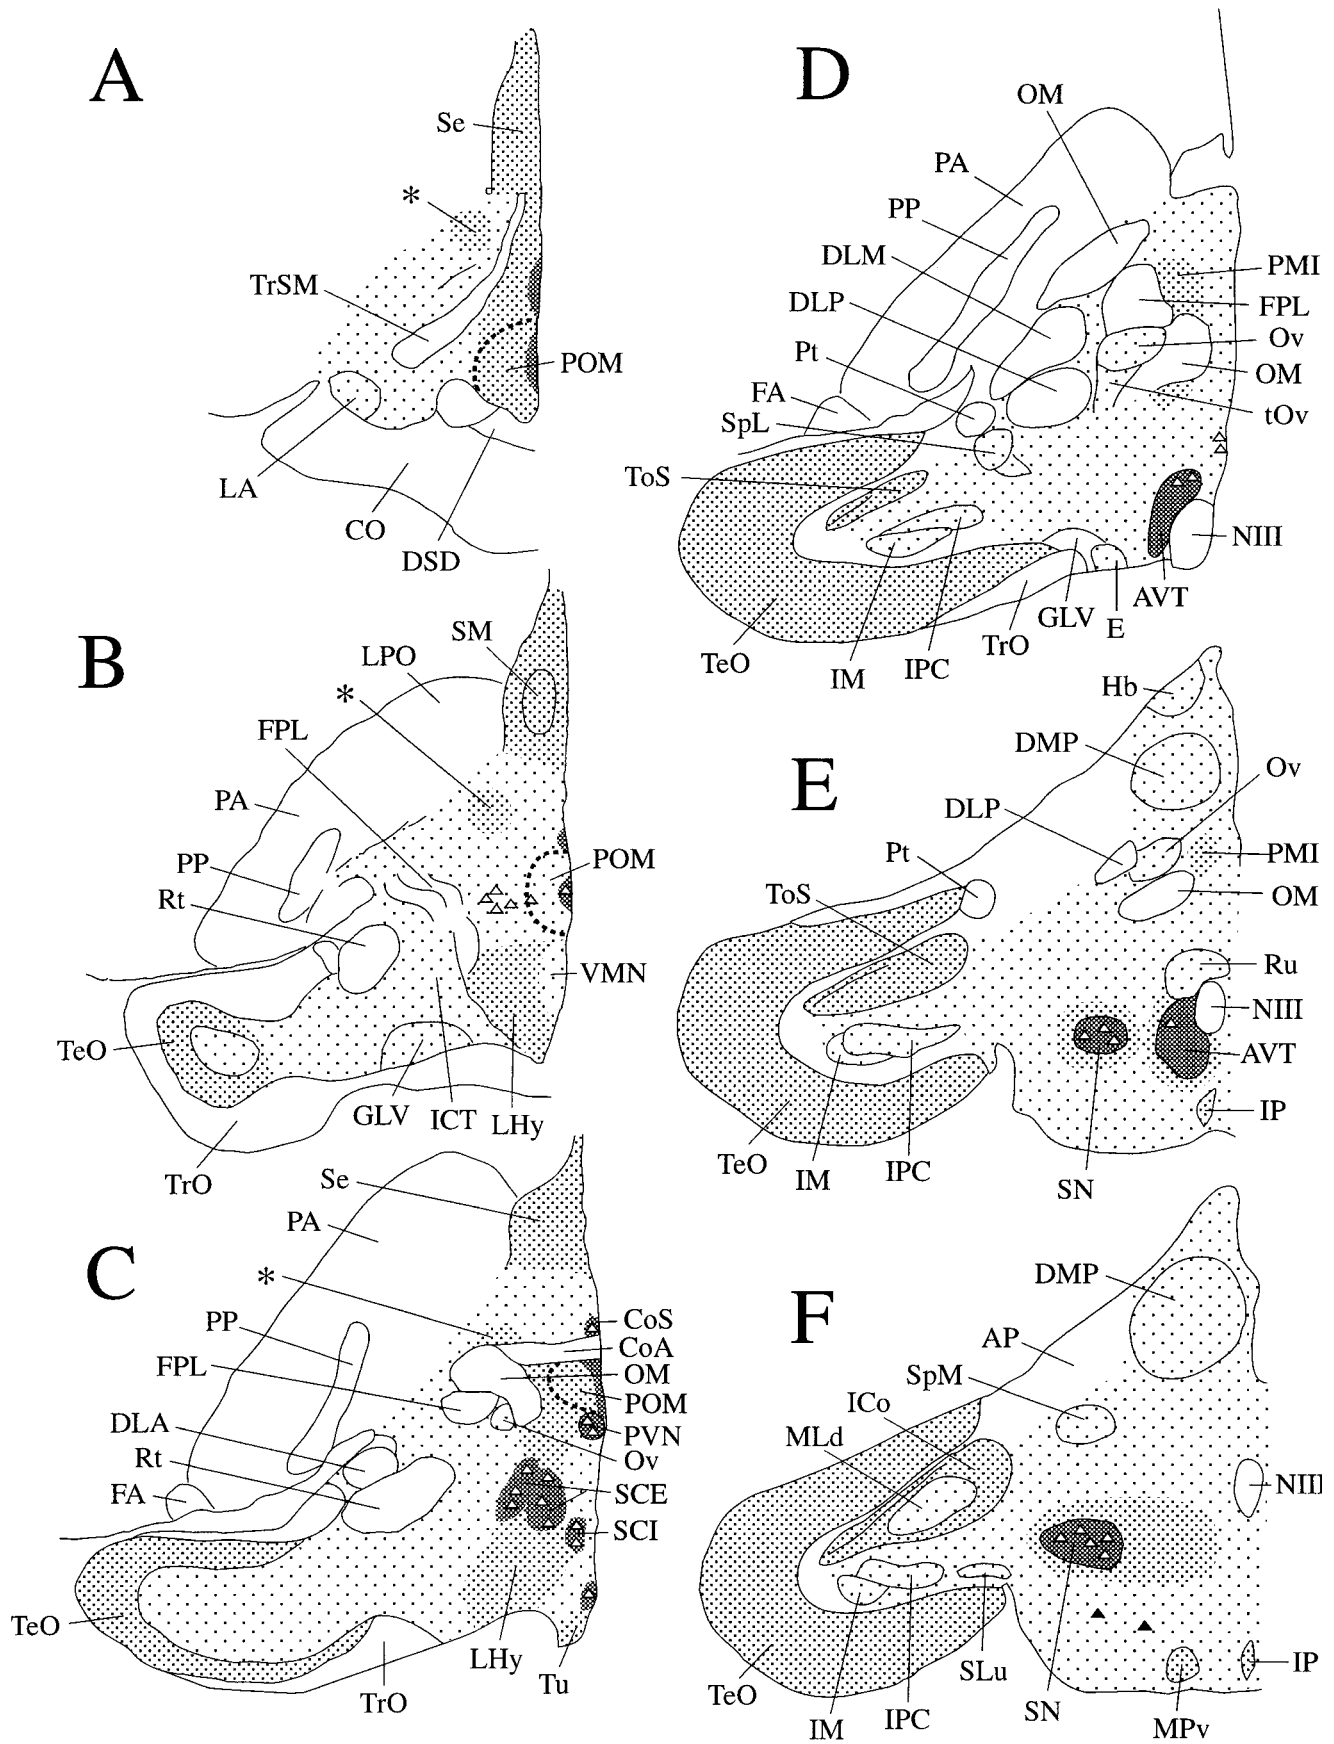 A
Se
*
TrSM
POM
LA
CO
DSD
B
SM
LPO
*
FPL
PA
PP
Rt
POM
VMN
TeO
GLV
ICT
LHy
TrO
C
Se
PA
*
PP
FPL
DLA
Rt
FA
CoS
CoA
OM
POM
PVN
Ov
SCE
SCI
TeO
LHy
Tu
TrO
D
OM
PA
PP
DLM
DLP
Pt
FA
SpL
ToS
PMI
FPL
Ov
OM
tOv
NIII
AVT
E
GLV
TrO
IPC
IM
TeO
E
Hb
DMP
Ov
DLP
Pt
ToS
PMI
OM
Ru
NIII
AVT
IP
SN
IPC
IM
TeO
F
DMP
AP
SpM
ICo
MLd
NIII
IP
MPv
SN
SLu
IPC
IM
TeO